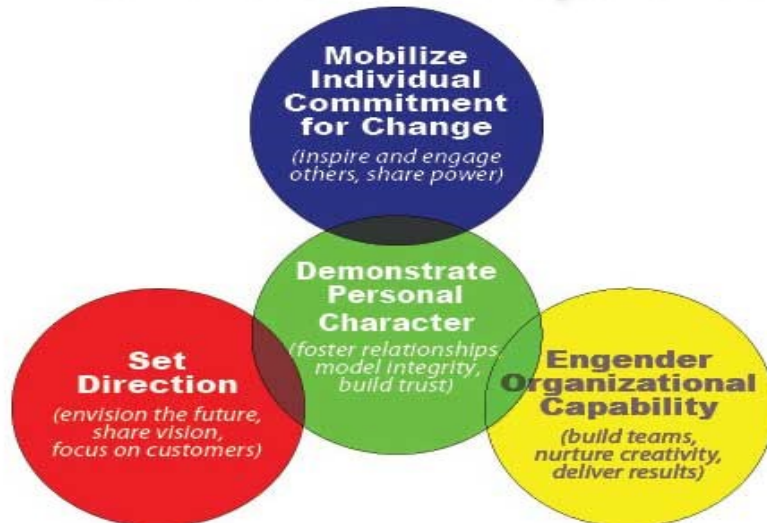 Mobilize
Individual
Commitment
for Change
(inspire and engage
others, share power)
Demonstrate
Personal
Character
(foster relationships,
model integrity,
build trust)
Set
Direction
(envision the future,
share vision,
focus on customers)
Engender
Organizational
Capability
(build teams,
nurture creativity,
deliver results)